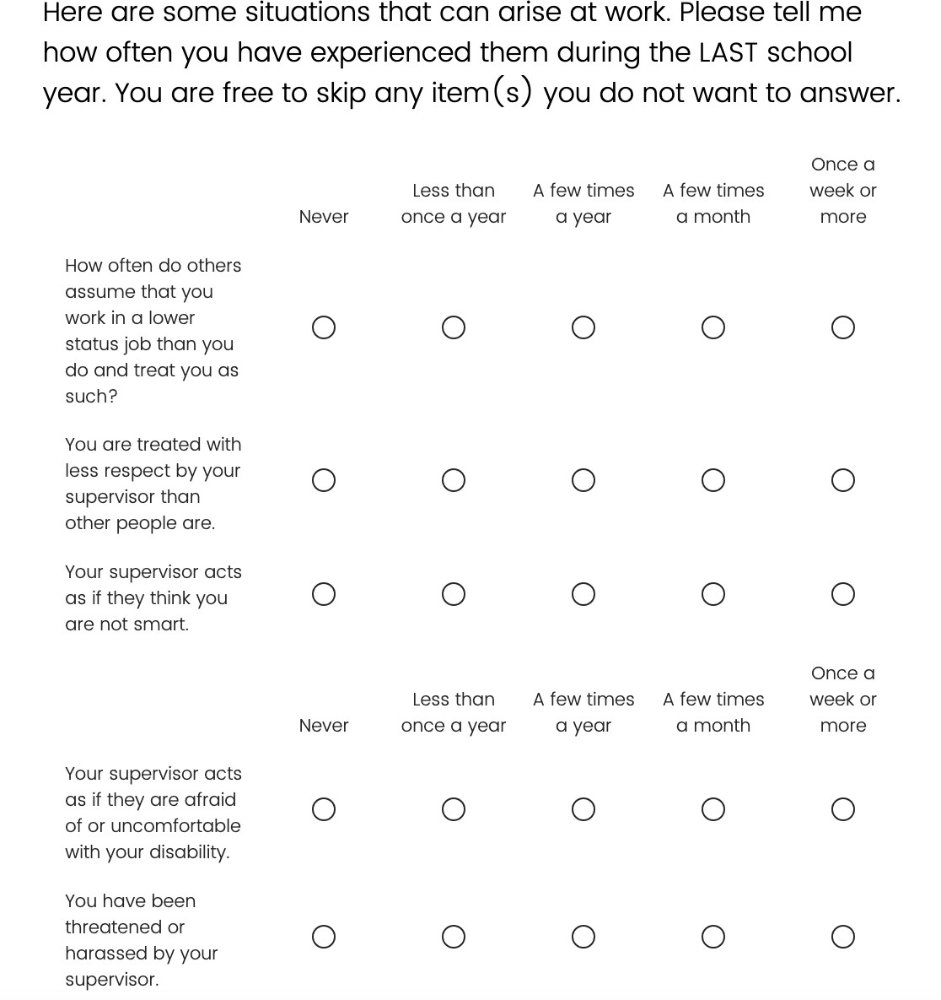 Here are some situations that can arise at work. Please tell me
how often you have experienced them during the LAST school
year. You are free to skip any item(s) you do not want to answer.
Never
Less than
once a year
A few times
a year
A few times
a month
Once a
week or
more
How often do others
assume that you
work in a lower
status job than you
do and treat you as
such?
You are treated with
less respect by your
supervisor than
other people are.
Your supervisor acts
as if they think you
are not smart.
Never
Less than
once a year
A few times
a year
A few times
a month
Once a
week or
more
Your supervisor acts
as if they are afraid
of or uncomfortable
with your disability.
You have been
threatened or
harassed by your
supervisor.